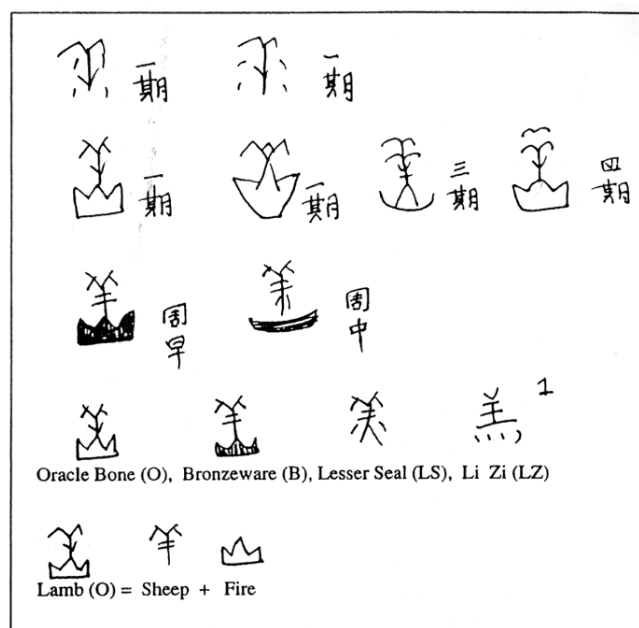 一期 一期
一期 一期 三期 四期
周早 周中
羔 1
Oracle Bone (O), Bronzeware (B), Lesser Seal (LS), Li Zi (LZ)
Lamb (O) = Sheep + Fire